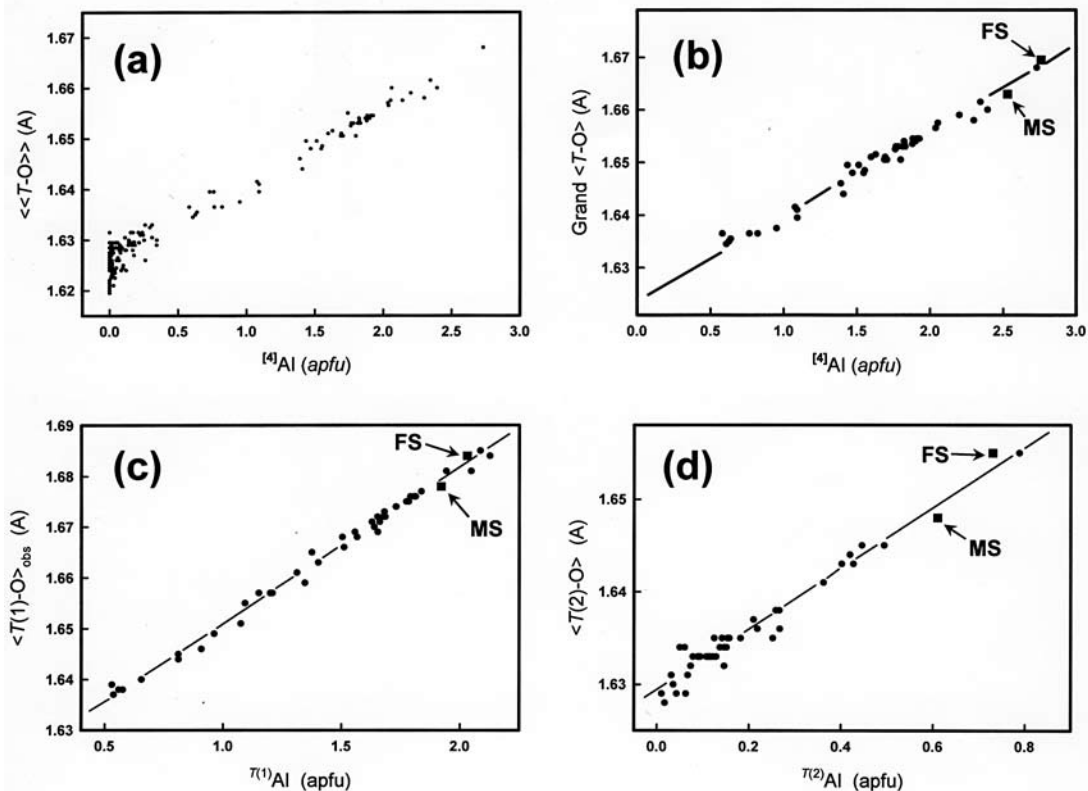 (a)
<<T-O>> (A)
1.67
1.66
1.65
1.64
1.63
1.62
0.0 0.5 1.0 1.5 2.0 2.5 3.0
[4]Al (apfu)
(b)
FS
MS
Grand <T-O> (A)
1.67
1.66
1.65
1.64
1.63
0.0 0.5 1.0 1.5 2.0 2.5 3.0
[4]Al (apfu)
(c)
FS
MS
<T(1)-O>obs (A)
1.69
1.68
1.67
1.66
1.65
1.64
1.63
0.5 1.0 1.5 2.0
T(1)Al (apfu)
(d)
FS
MS
<T(2)-O> (A)
1.65
1.64
1.63
0.0 0.2 0.4 0.6 0.8
T(2)Al (apfu)